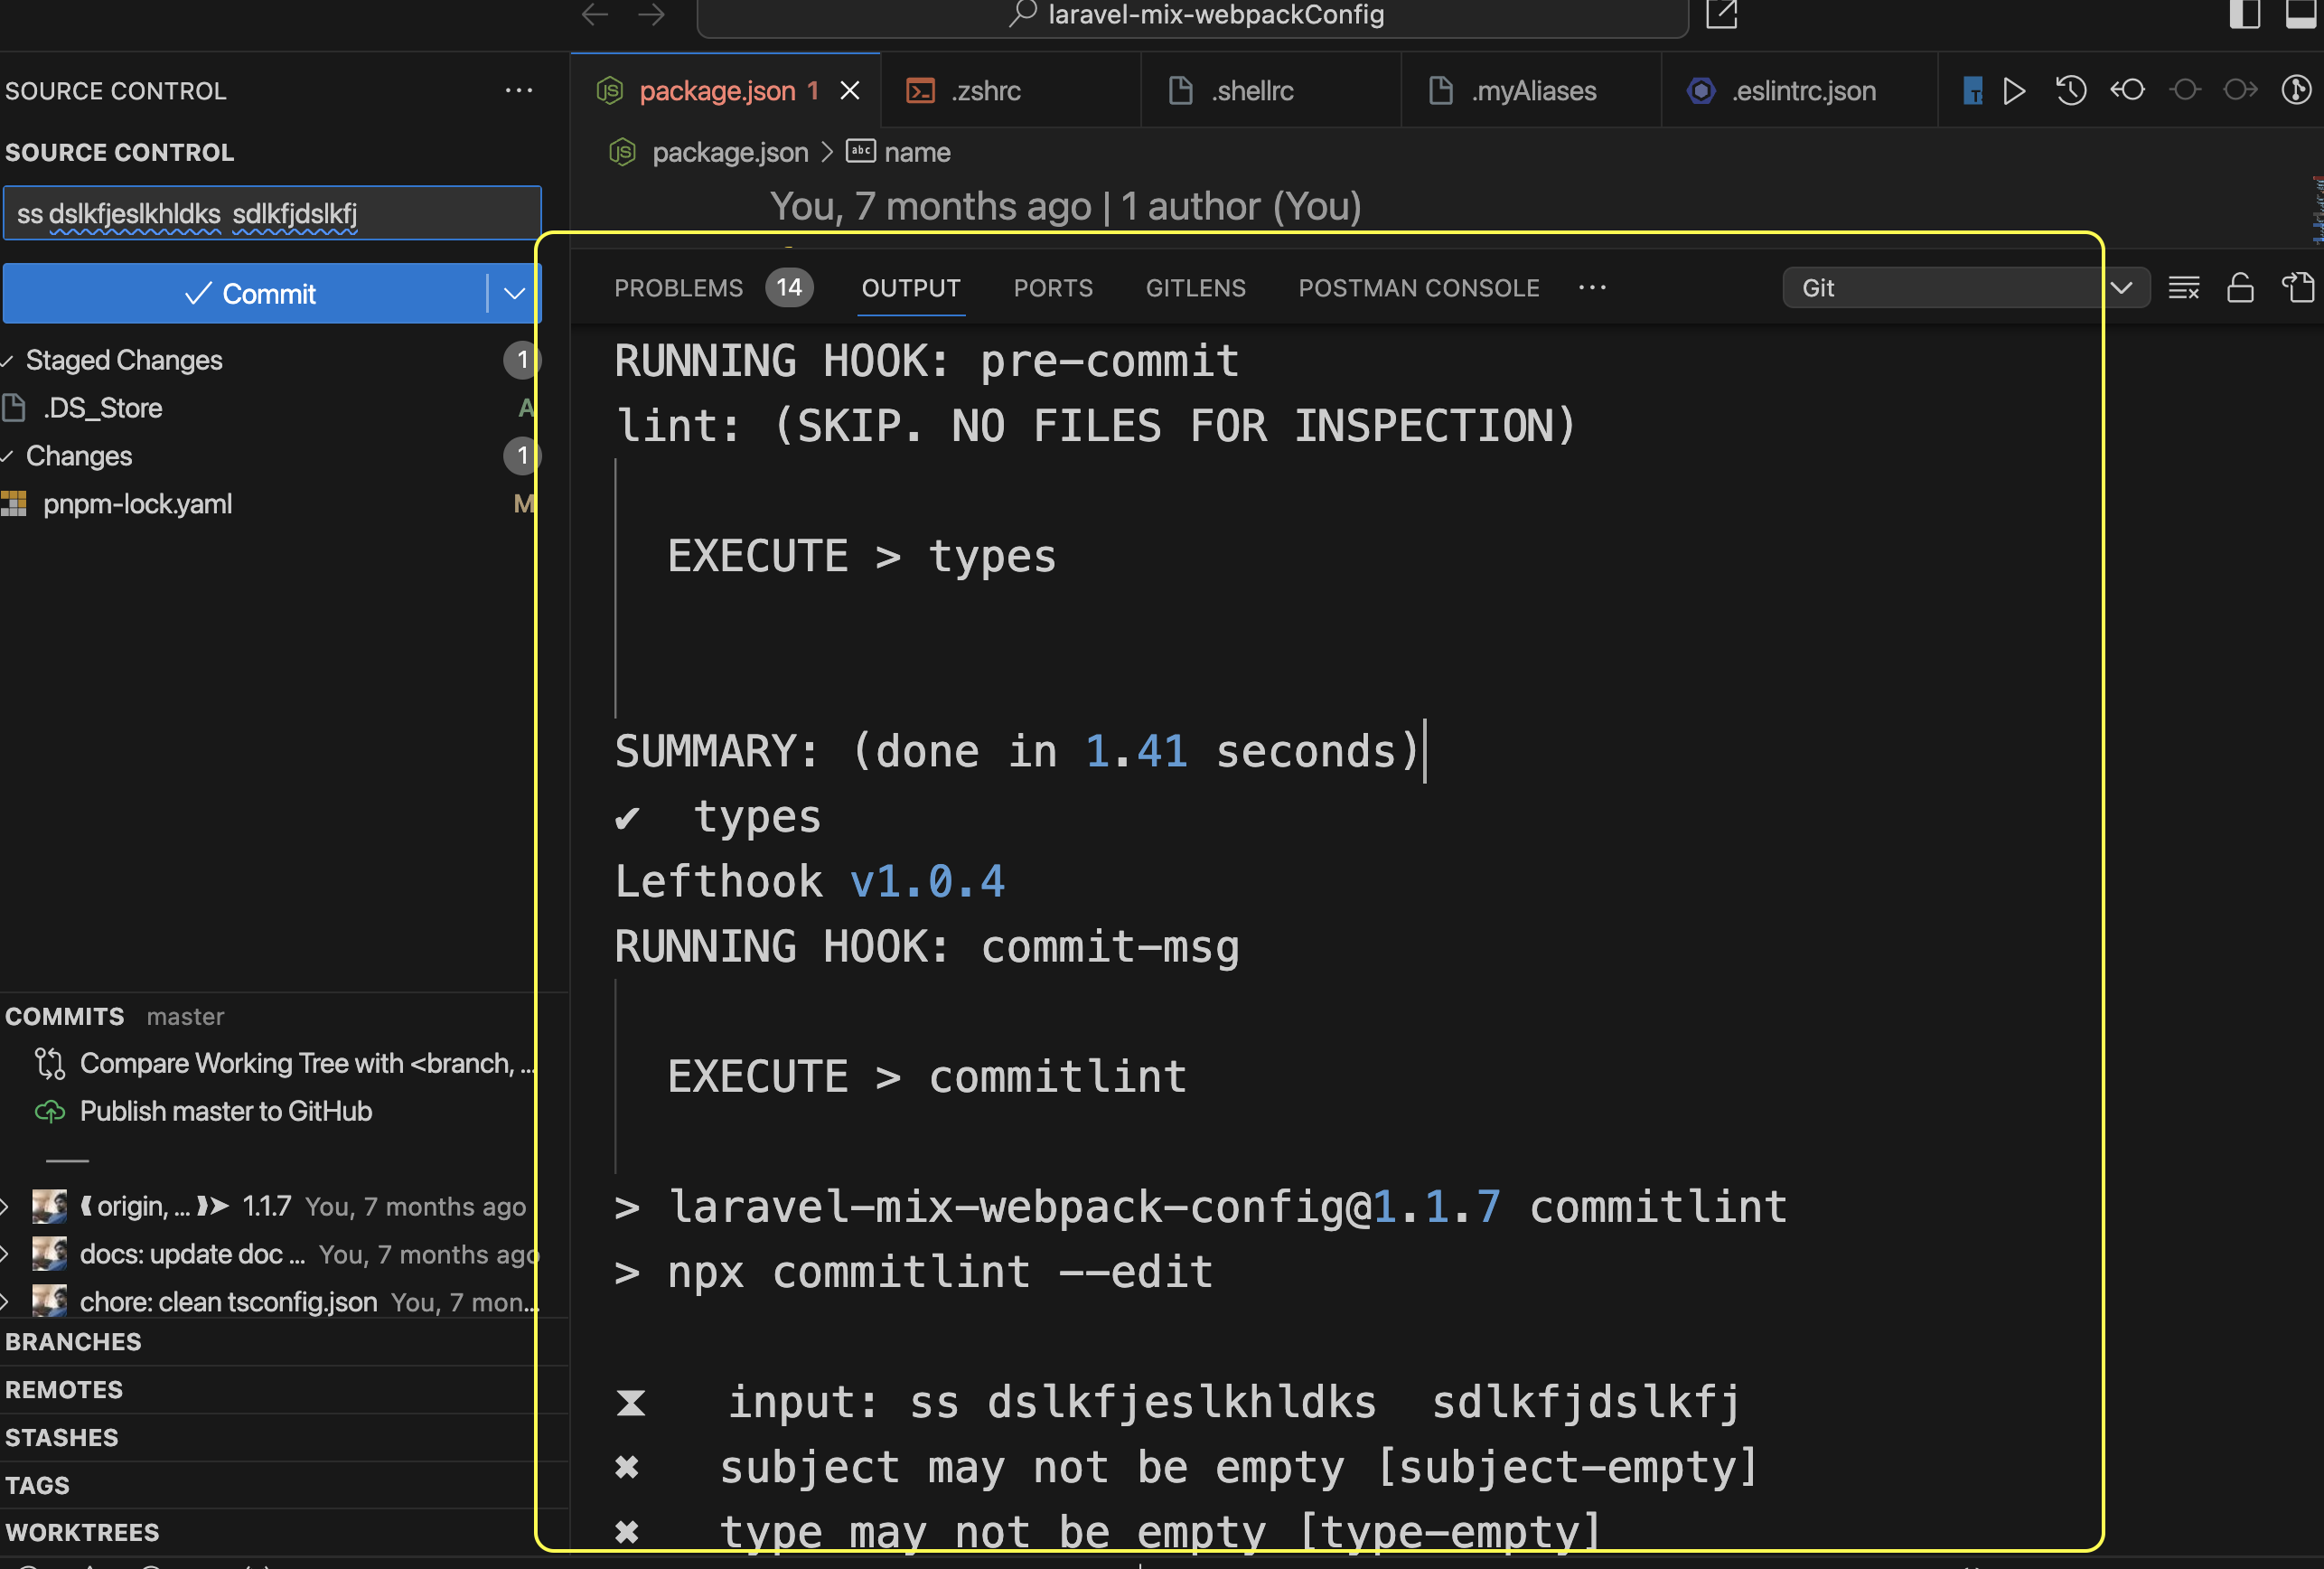 laravel-mix-webpackConfig
SOURCE CONTROL
package.json 1
.zshrc
.shellrc
.myAliases
.eslintrc.json
SOURCE CONTROL
package.json > name
ss dslkfjeslkhldks  sdlkfjdslkfj
You, 7 months ago | 1 author (You)
Commit
PROBLEMS 14
OUTPUT
PORTS
GITLENS
POSTMAN CONSOLE
Git
Staged Changes 1
.DS_Store A
Changes 1
pnpm-lock.yaml M
RUNNING HOOK: pre-commit
lint: (SKIP. NO FILES FOR INSPECTION)
EXECUTE > types
SUMMARY: (done in 1.41 seconds)
✔ types
Lefthook v1.0.4
RUNNING HOOK: commit-msg
EXECUTE > commitlint
> laravel-mix-webpack-config@1.1.7 commitlint
> npx commitlint --edit
⧗ input: ss dslkfjeslkhldks  sdlkfjdslkfj
✖ subject may not be empty [subject-empty]
✖ type may not be empty [type-empty]
COMMITS master
Compare Working Tree with <branch, ...
Publish master to GitHub
origin, ... 1.1.7 You, 7 months ago
docs: update doc ... You, 7 months ago
chore: clean tsconfig.json You, 7 mon...
BRANCHES
REMOTES
STASHES
TAGS
WORKTREES